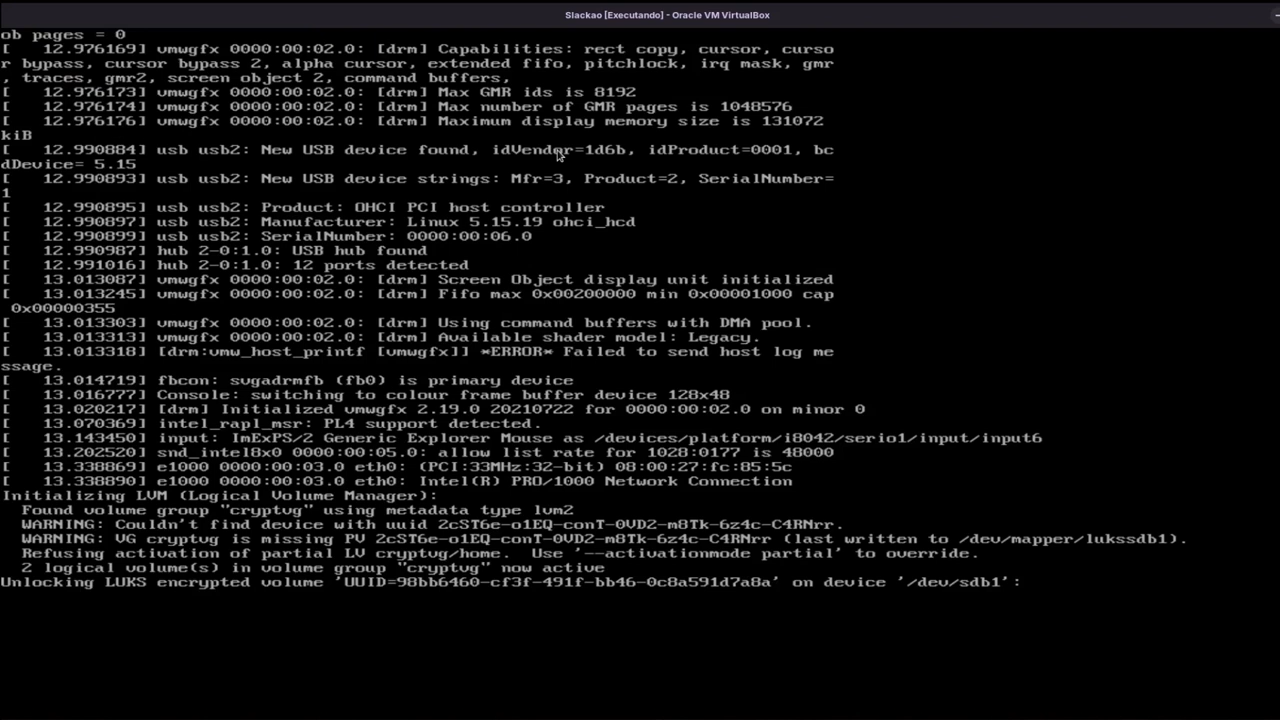 Slackao [Executando] - Oracle VM VirtualBox
ob pages = 0
[   12.976169] vmwgfx 0000:00:02.0: [drm] Capabilities: rect copy, cursor, curso
r bypass, cursor bypass 2, alpha cursor, extended fifo, pitchlock, irq mask, gmr
, traces, gmr2, screen object 2, command buffers,
[   12.976173] vmwgfx 0000:00:02.0: [drm] Max GMR ids is 8192
[   12.976174] vmwgfx 0000:00:02.0: [drm] Max number of GMR pages is 1048576
[   12.976176] vmwgfx 0000:00:02.0: [drm] Maximum display memory size is 131072
kiB
[   12.990884] usb usb2: New USB device found, idVendor=1d6b, idProduct=0001, bc
dDevice= 5.15
[   12.990893] usb usb2: New USB device strings: Mfr=3, Product=2, SerialNumber=
1
[   12.990895] usb usb2: Product: OHCI PCI host controller
[   12.990897] usb usb2: Manufacturer: Linux 5.15.19 ohci_hcd
[   12.990899] usb usb2: SerialNumber: 0000:00:06.0
[   12.990987] hub 2-0:1.0: USB hub found
[   12.991016] hub 2-0:1.0: 12 ports detected
[   13.013087] vmwgfx 0000:00:02.0: [drm] Screen Object display unit initialized
[   13.013245] vmwgfx 0000:00:02.0: [drm] Fifo max 0x00200000 min 0x00001000 cap
 0x00000355
[   13.013303] vmwgfx 0000:00:02.0: [drm] Using command buffers with DMA pool.
[   13.013313] vmwgfx 0000:00:02.0: [drm] Available shader model: Legacy.
[   13.013318] [drm:vmw_host_printf [vmwgfx]] *ERROR* Failed to send host log me
ssage.
[   13.014719] fbcon: svgadrmfb (fb0) is primary device
[   13.016777] Console: switching to colour frame buffer device 128x48
[   13.020217] [drm] Initialized vmwgfx 2.19.0 20210722 for 0000:00:02.0 on minor 0
[   13.070369] intel_rapl_msr: PL4 support detected.
[   13.143450] input: ImExPS/2 Generic Explorer Mouse as /devices/platform/i8042/serio1/input/input6
[   13.202520] snd_intel8x0 0000:00:05.0: allow list rate for 1028:0177 is 48000
[   13.338869] e1000 0000:00:03.0 eth0: (PCI:33MHz:32-bit) 08:00:27:fc:85:5c
[   13.338890] e1000 0000:00:03.0 eth0: Intel(R) PRO/1000 Network Connection
Initializing LVM (Logical Volume Manager):
  Found volume group "cryptvg" using metadata type lvm2
  WARNING: Couldn't find device with uuid 2cST6e-o1EQ-conT-0VD2-m8Tk-6z4c-C4RNrr.
  WARNING: VG cryptvg is missing PV 2cST6e-o1EQ-conT-0VD2-m8Tk-6z4c-C4RNrr (last written to /dev/mapper/lukssdb1).
  Refusing activation of partial LV cryptvg/home.  Use '--activationmode partial' to override.
  2 logical volume(s) in volume group "cryptvg" now active
Unlocking LUKS encrypted volume 'UUID=98bb6460-cf3f-491f-bb46-0c8a591d7a8a' on device '/dev/sdb1':